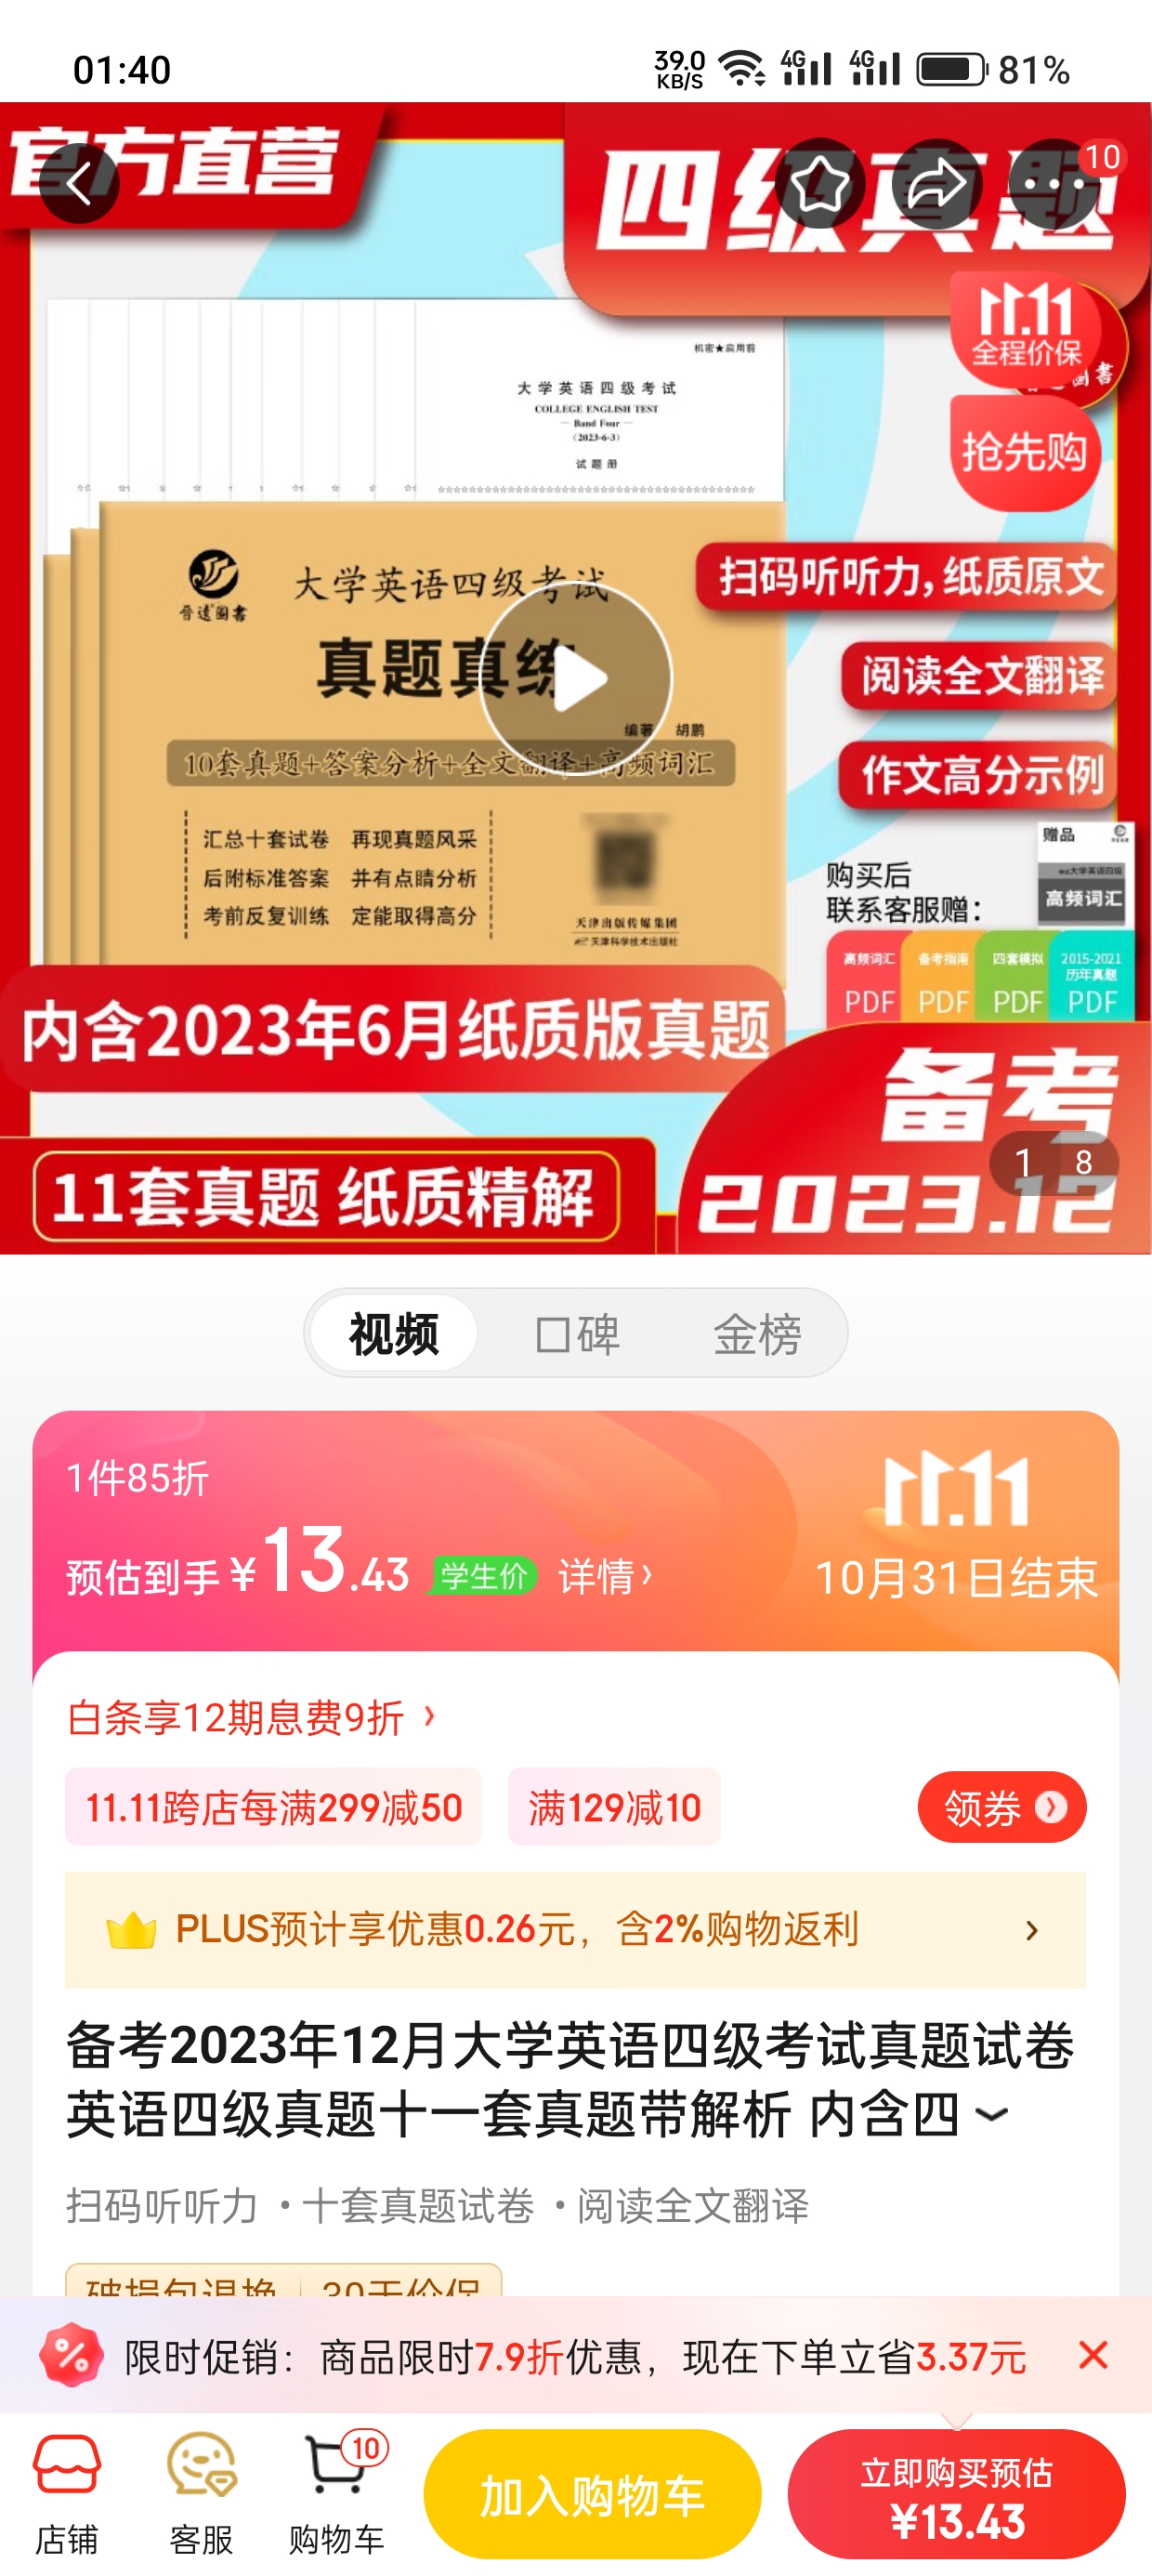 01:40
39.0
KB/S
4G
4G
81%
官方直营
四级真题
10
11.11
全程价保
抢先购
机密★启用前
大学英语四级考试
COLLEGE ENGLISH TEST
— Band Four —
(2023-6-3)
试题册
☆☆☆☆☆☆☆☆☆☆☆☆☆☆☆☆☆☆☆☆☆☆☆☆☆☆☆☆☆☆☆☆☆☆☆☆☆☆☆☆
晋远图書
大学英语四级考试
真题真练
编著 胡鹏
10套真题+答案分析+全文翻译+高频词汇
汇总十套试卷 再现真题风采
后附标准答案 并有点睛分析
考前反复训练 定能取得高分
天津出版传媒集团
天津科学技术出版社
扫码听听力,纸质原文
阅读全文翻译
作文高分示例
购买后
联系客服赠:
赠品
大学英语四级
高频词汇
高频词汇 PDF
备考指南 PDF
四套模拟 PDF
2015-2021
历年真题
PDF
内含2023年6月纸质版真题
11套真题 纸质精解
备考
2023.12
1 8
视频 口碑 金榜
1件85折
预估到手¥13.43 学生价 详情›
11.11
10月31日结束
白条享12期息费9折 ›
11.11跨店每满299减50 满129减10 领券
PLUS预计享优惠0.26元，含2%购物返利 ›
备考2023年12月大学英语四级考试真题试卷
英语四级真题十一套真题带解析 内含四
扫码听听力 ·十套真题试卷 ·阅读全文翻译
破损包退换 30天价保
限时促销：商品限时7.9折优惠，现在下单立省3.37元
店铺
客服
10
购物车
加入购物车
立即购买预估
¥13.43